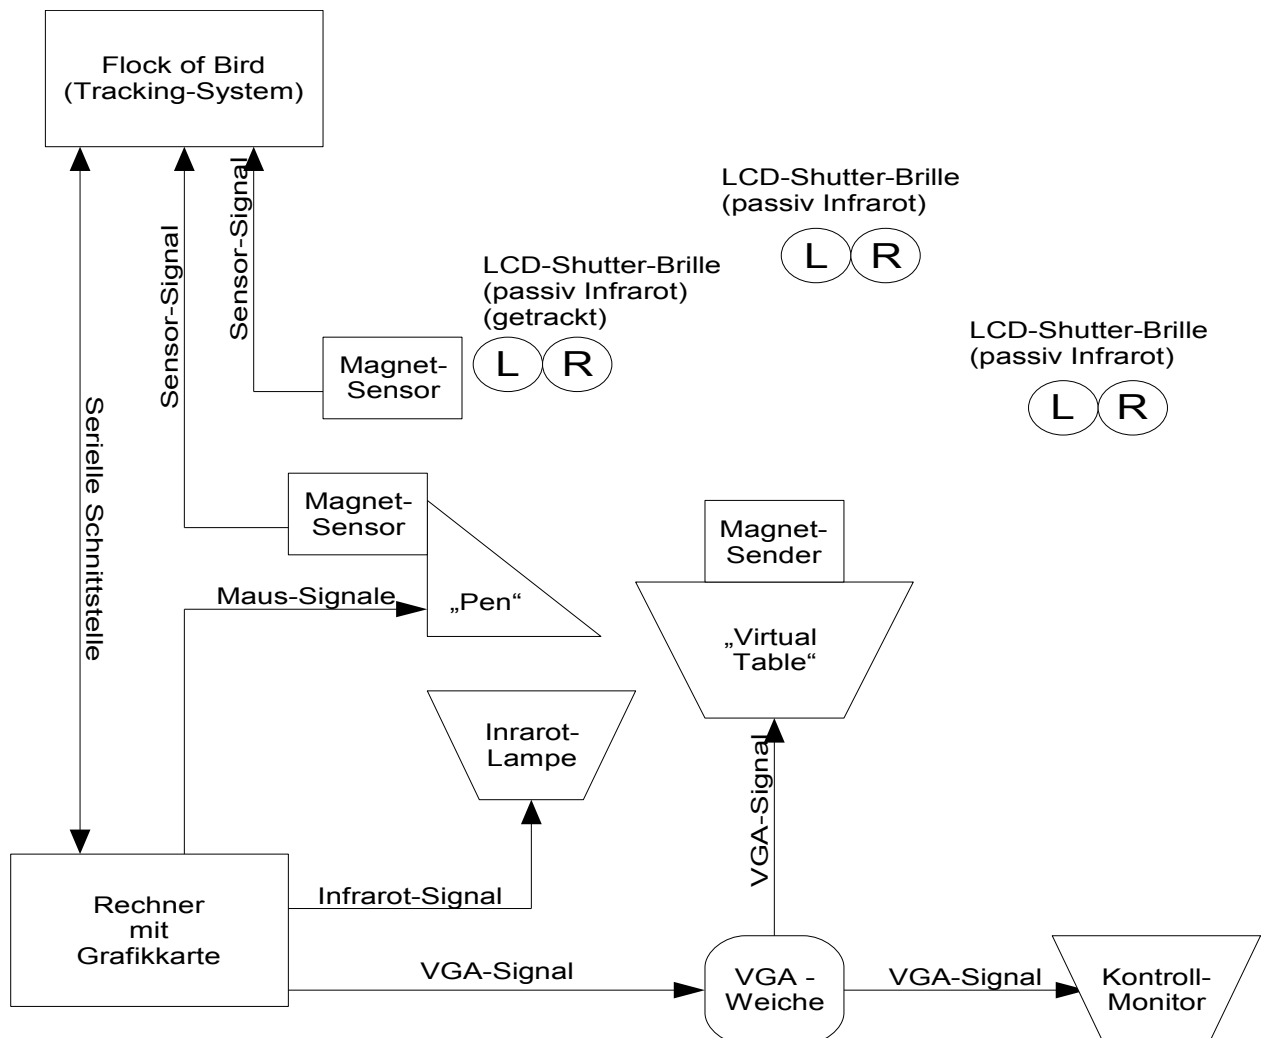 Flock of Bird
(Tracking-System)
LCD-Shutter-Brille
(passiv Infrarot)
L R
Sensor-Signal
Sensor-Signal
LCD-Shutter-Brille
(passiv Infrarot)
(getrackt)
L R
LCD-Shutter-Brille
(passiv Infrarot)
L R
Magnet-
Sensor
Serielle Schnittstelle
Magnet-
Sensor
Magnet-
Sender
Maus-Signale
„Pen“
„Virtual
Table“
Inrarot-
Lampe
VGA-Signal
Infrarot-Signal
Rechner
mit
Grafikkarte
VGA-Signal
VGA -
Weiche
VGA-Signal
Kontroll-
Monitor